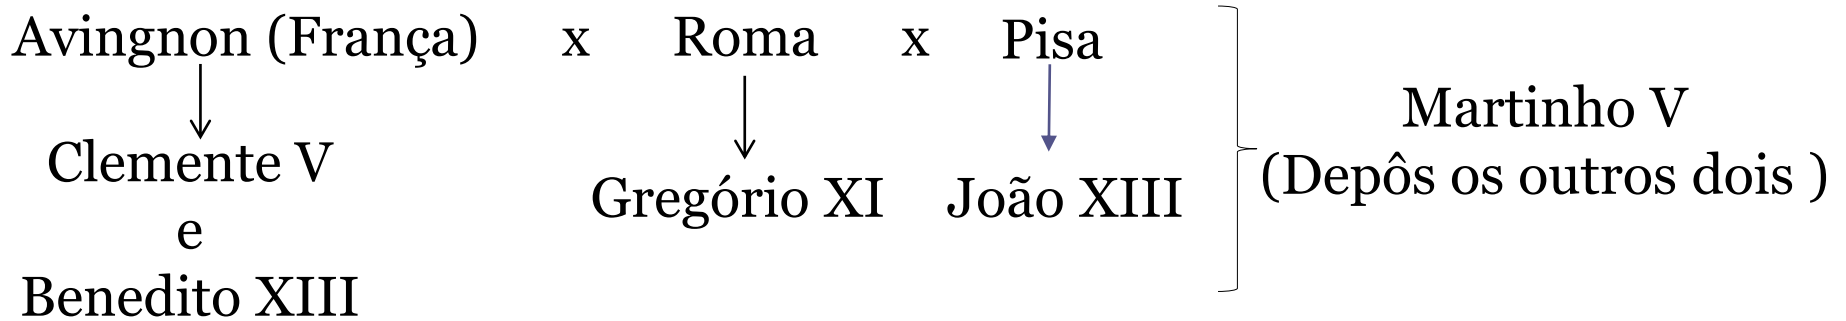 Avingnon (França) x Roma x Pisa
Clemente V
e
Benedito XIII
Gregório XI
João XIII
Martinho V
(Depôs os outros dois )